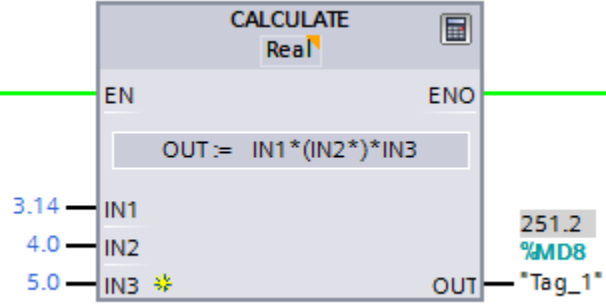 CALCULATE
Real
EN ENO
OUT := IN1*(IN2*)*IN3
3.14 IN1
251.2
4.0 IN2 %MD8
5.0 IN3 OUT "Tag_1"